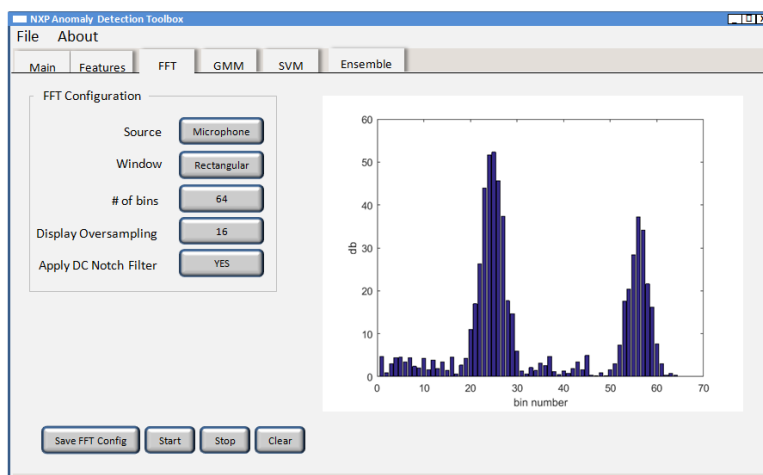 NXP Anomaly Detection Toolbox
File About
Main Features FFT GMM SVM Ensemble
FFT Configuration
Source Microphone
Window Rectangular
# of bins 64
Display Oversampling 16
Apply DC Notch Filter YES
60
50
40
30
20
10
0
db
0 10 20 30 40 50 60 70
bin number
Save FFT Config Start Stop Clear